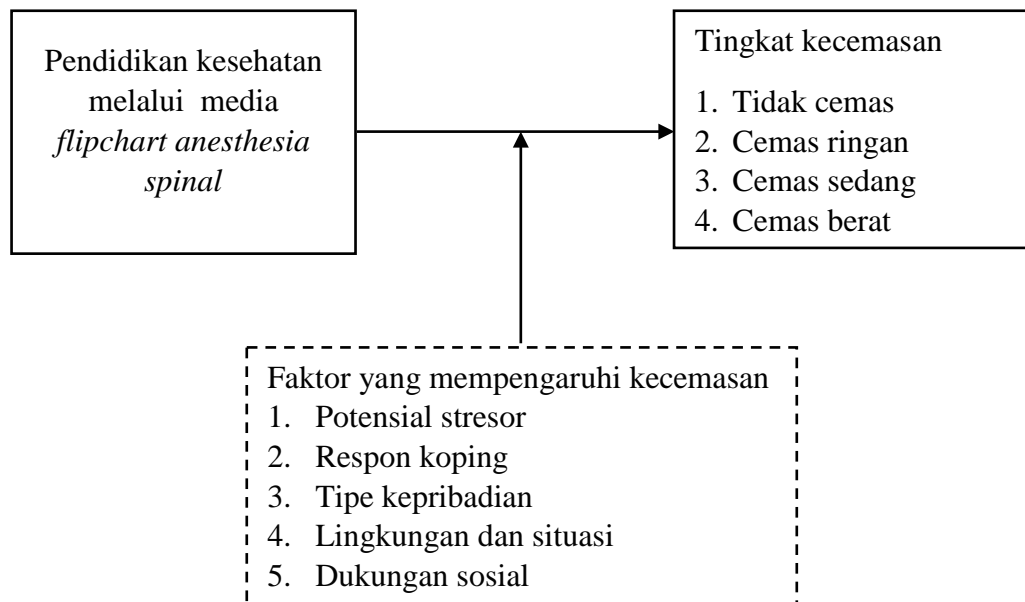 Pendidikan kesehatan
melalui media
flipchart anesthesia
spinal
Tingkat kecemasan
1. Tidak cemas
2. Cemas ringan
3. Cemas sedang
4. Cemas berat
Faktor yang mempengaruhi kecemasan
1. Potensial stresor
2. Respon koping
3. Tipe kepribadian
4. Lingkungan dan situasi
5. Dukungan sosial